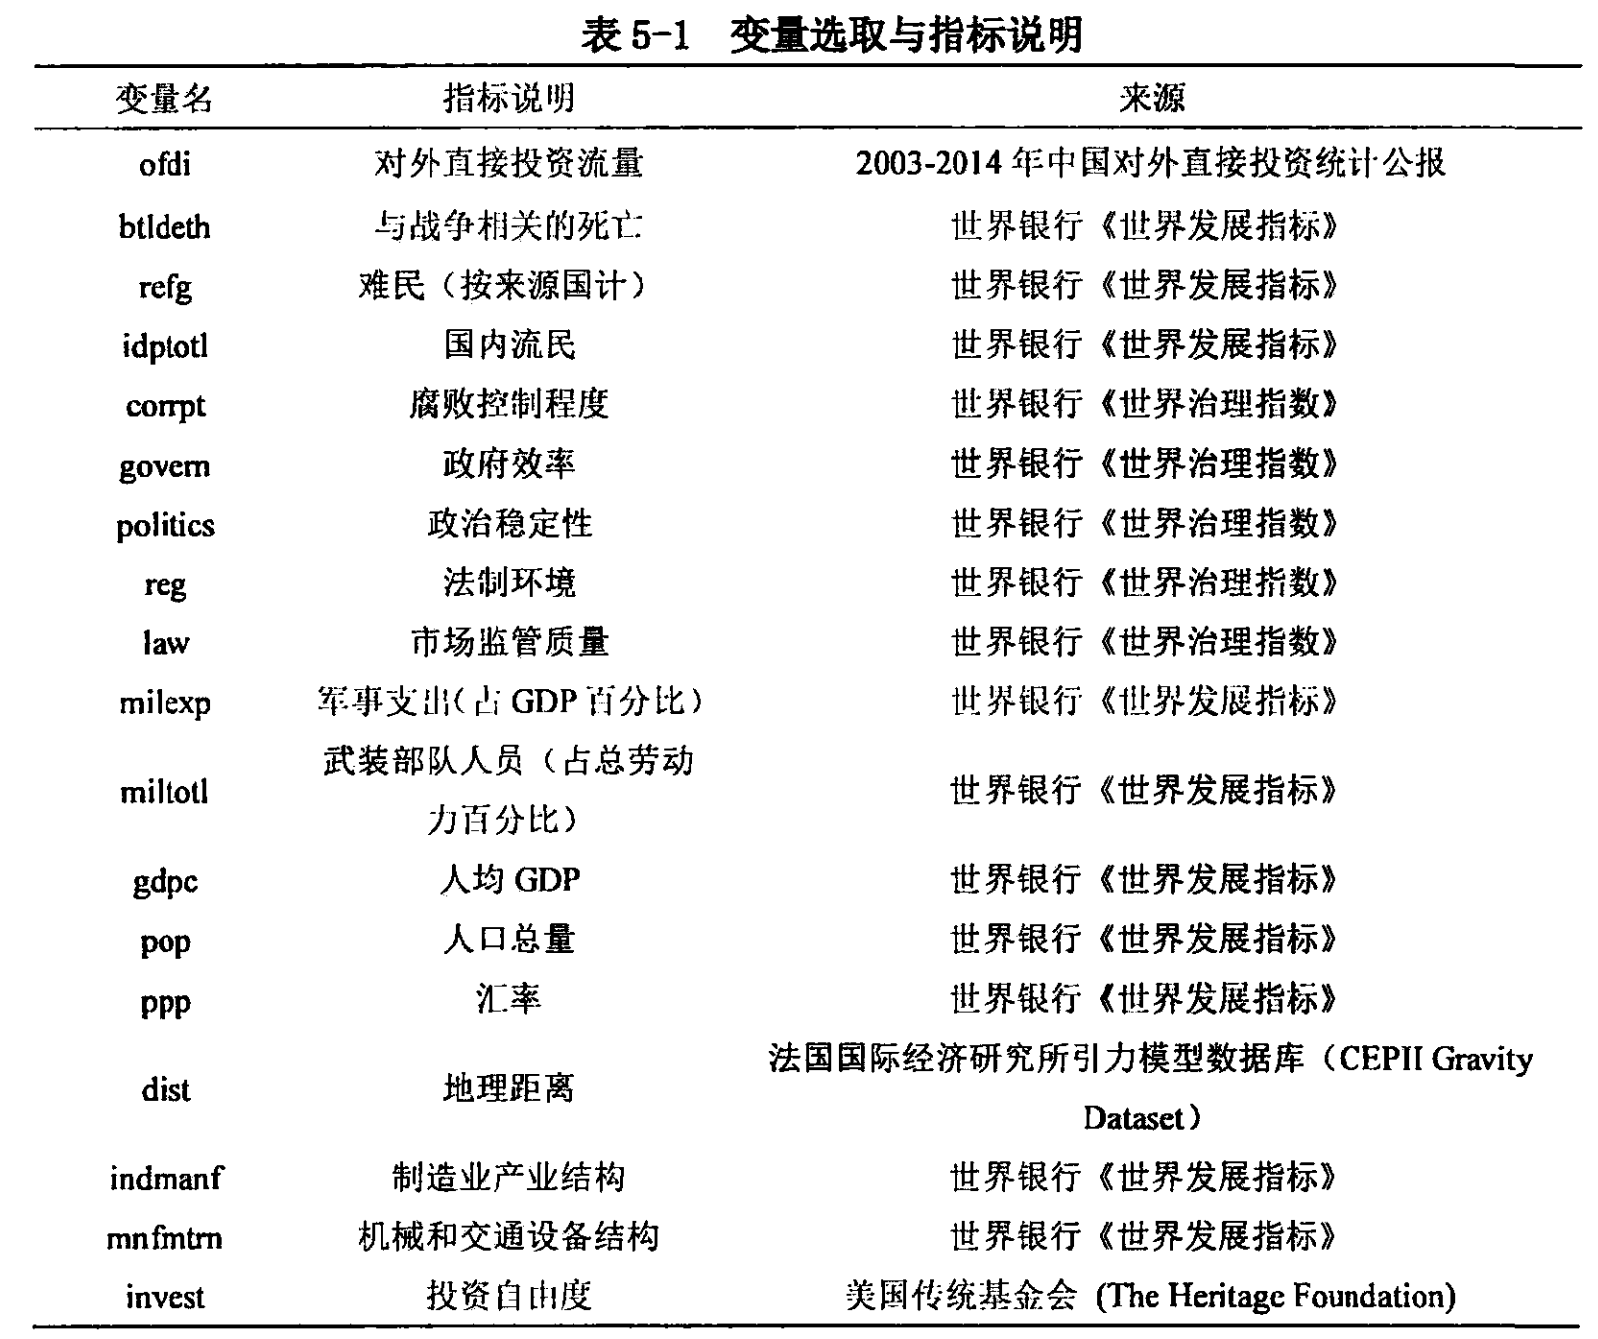 表 5-1 变量选取与指标说明
变量名 指标说明 来源
ofdi 对外直接投资流量 2003-2014 年中国对外直接投资统计公报
btldeth 与战争相关的死亡 世界银行《世界发展指标》
refg 难民（按来源国计） 世界银行《世界发展指标》
idptotl 国内流民 世界银行《世界发展指标》
corrpt 腐败控制程度 世界银行《世界治理指数》
govern 政府效率 世界银行《世界治理指数》
politics 政治稳定性 世界银行《世界治理指数》
reg 法制环境 世界银行《世界治理指数》
law 市场监管质量 世界银行《世界治理指数》
milexp 军事支出（占 GDP 百分比） 世界银行《世界发展指标》
武装部队人员（占总劳动
miltotl 世界银行《世界发展指标》
力百分比）
gdpc 人均 GDP 世界银行《世界发展指标》
pop 人口总量 世界银行《世界发展指标》
ppp 汇率 世界银行《世界发展指标》
法国国际经济研究所引力模型数据库（CEPII Gravity
dist 地理距离
Dataset）
indmanf 制造业产业结构 世界银行《世界发展指标》
mnfmtrn 机械和交通设备结构 世界银行《世界发展指标》
invest 投资自由度 美国传统基金会 (The Heritage Foundation)